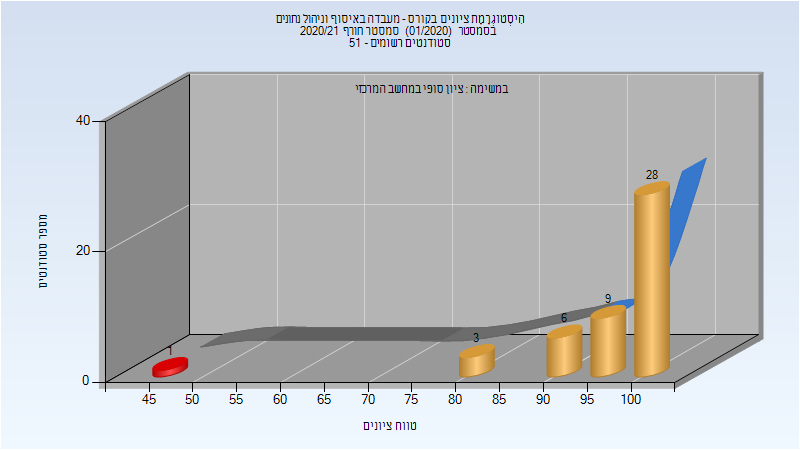 היסטוגרמת ציונים בקורס - מעבדה באיסוף וניהול נתונים
בסמסטר (01/2020) סמסטר חורף 2020/21
סטודנטים רשומים - 51
במשימה : ציון סופי במחשב המרכזי
40
20
0
מספר סטודנטים
1
3
6
9
28
45 50 55 60 65 70 75 80 85 90 95 100
טווח ציונים